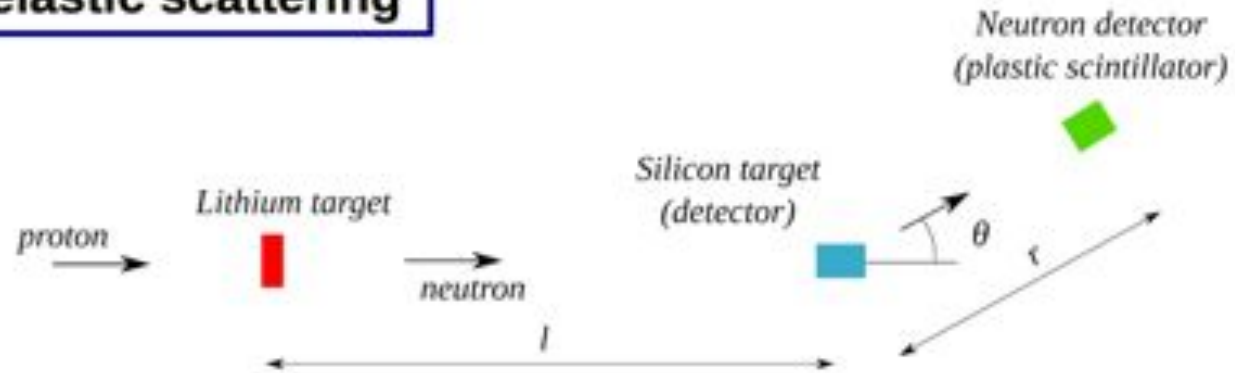 elastic scattering
Neutron detector
(plastic scintillator)
Silicon target
(detector)
Lithium target
proton
neutron
θ
r
l